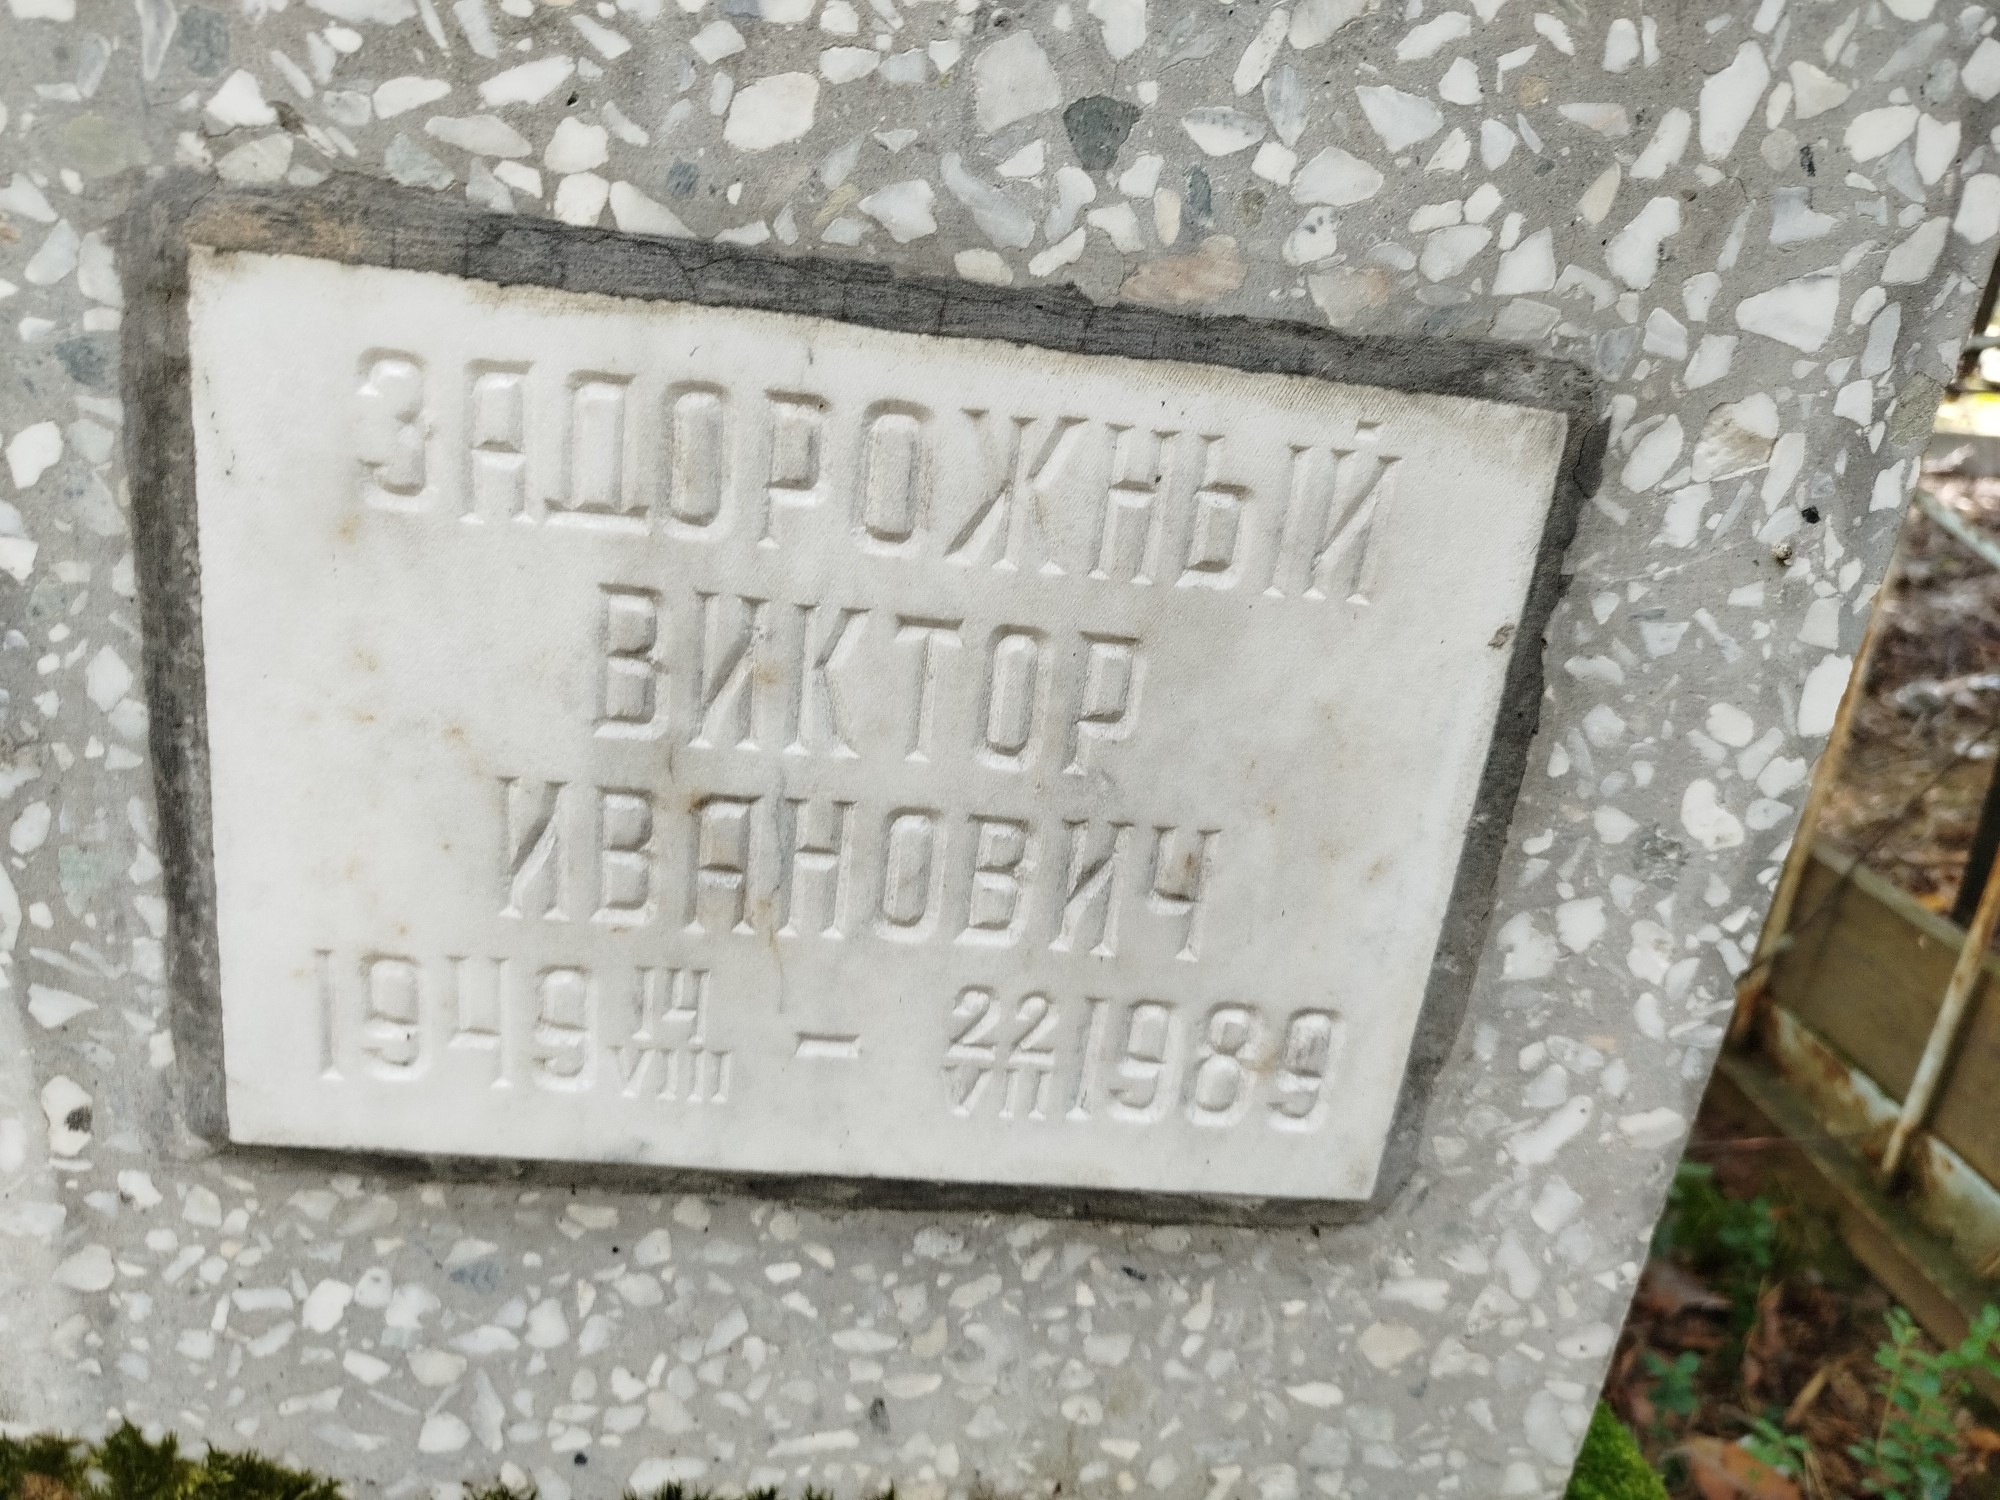 ЗАДОРОЖНЫЙ
ВИКТОР
ИВАНОВИЧ
1949 14/VIII – 22/VII 1989